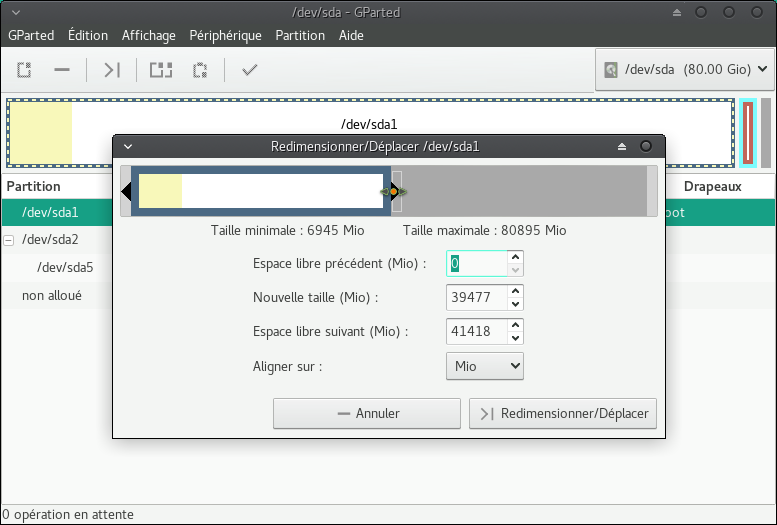 /dev/sda - GParted
GParted Édition Affichage Périphérique Partition Aide
/dev/sda (80.00 Gio)
/dev/sda1
Redimensionner/Déplacer /dev/sda1
Partition Drapeaux
Taille minimale : 6945 Mio Taille maximale : 80895 Mio
/dev/sda1 oot
/dev/sda2
Espace libre précédent (Mio) : 0
/dev/sda5
non alloué
Nouvelle taille (Mio) : 39477
Espace libre suivant (Mio) : 41418
Aligner sur : Mio
Annuler Redimensionner/Déplacer
0 opération en attente